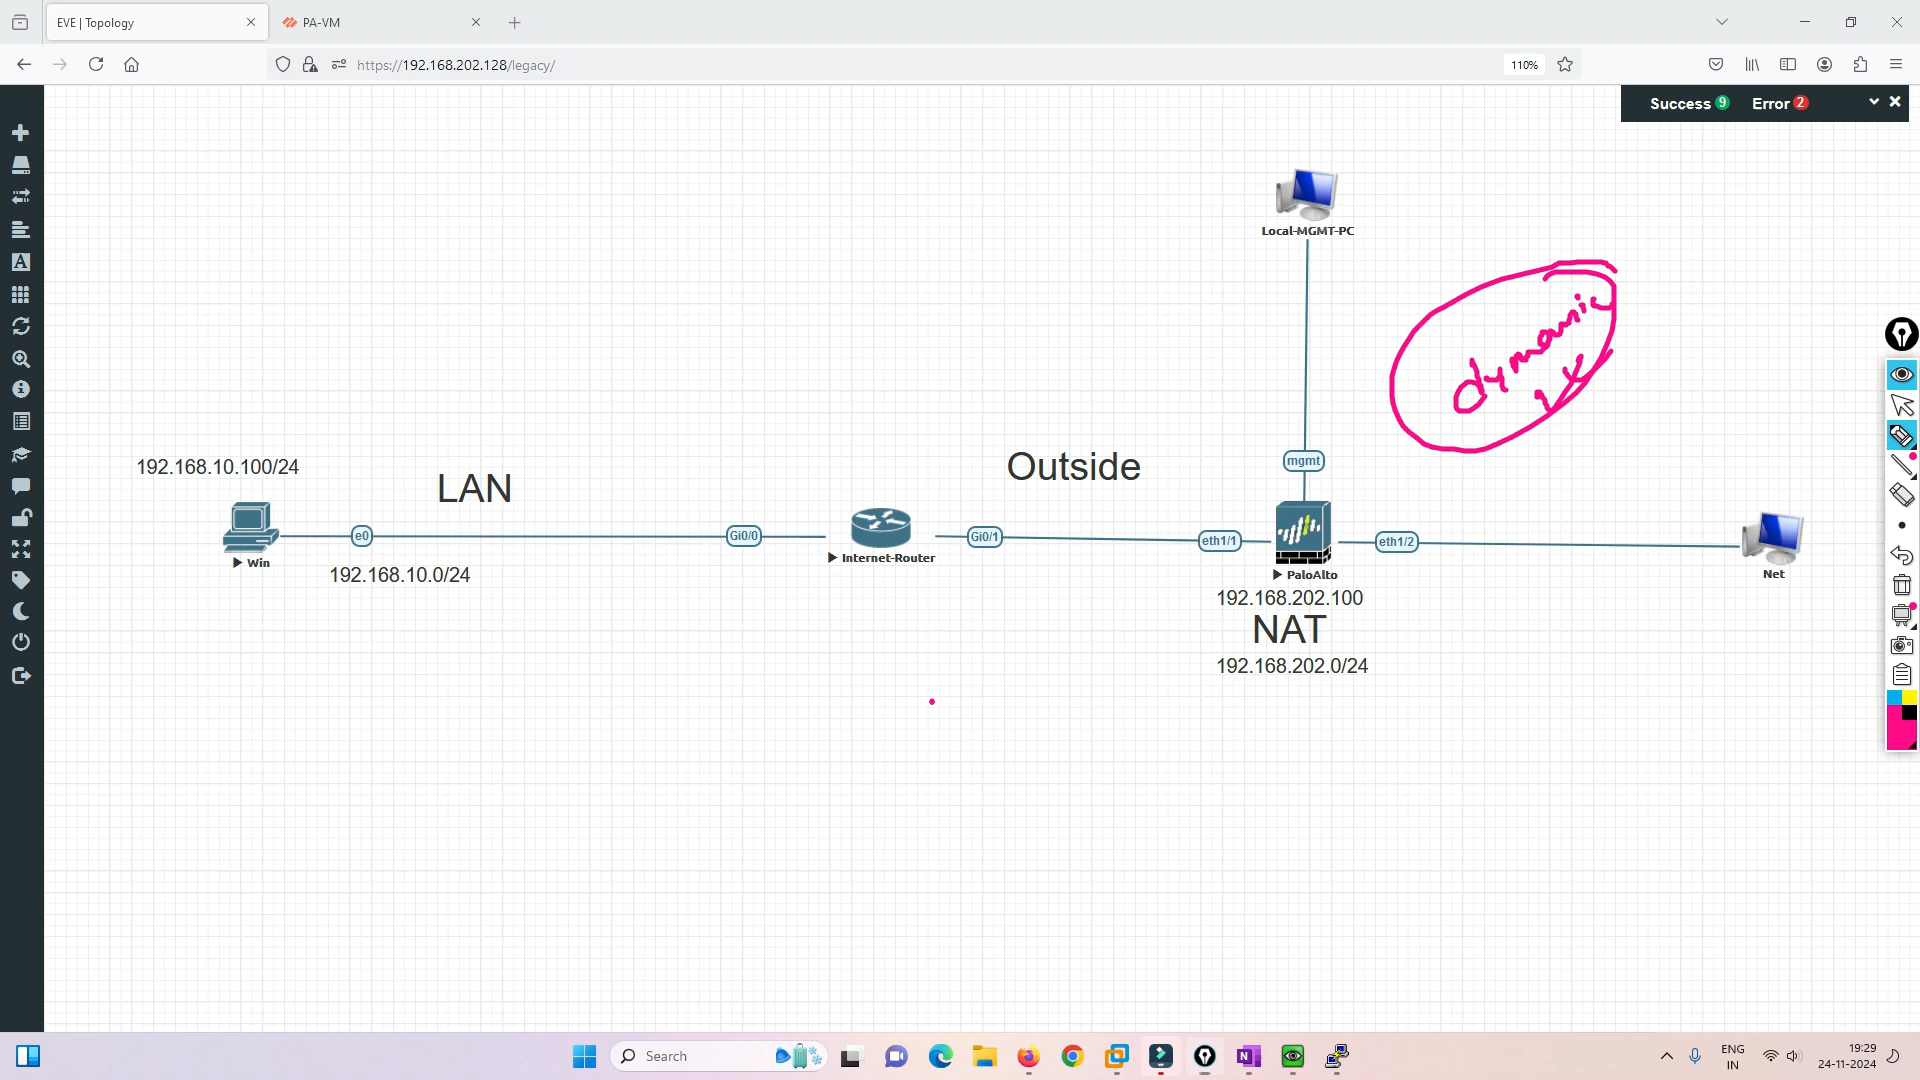 EVE | Topology
PA-VM
https://192.168.202.128/legacy/
110%
Success 9 Error 2
Local-MGMT-PC
dynamic
mgmt
192.168.10.100/24
LAN
Outside
e0
Gi0/0
Gi0/1
eth1/1
eth1/2
Win
Internet-Router
PaloAlto
Net
192.168.10.0/24
192.168.202.100
NAT
192.168.202.0/24
Search
ENG
IN
19:29
24-11-2024